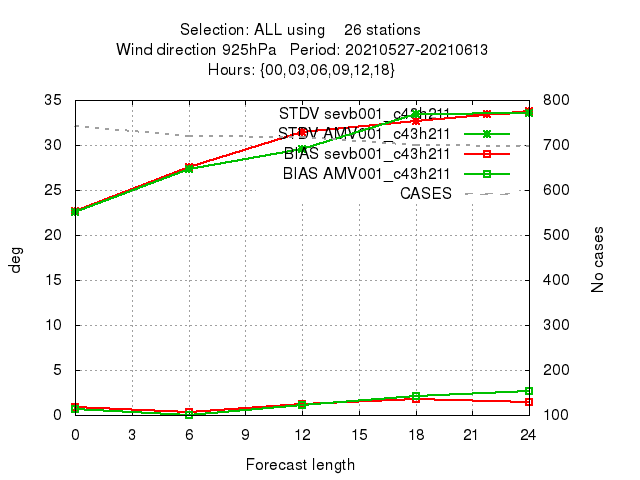 Selection: ALL using 26 stations
Wind direction 925hPa Period: 20210527-20210613
Hours: {00,03,06,09,12,18}
STDV sevb001_c43h211
STDV AMV001_c43h211
BIAS sevb001_c43h211
BIAS AMV001_c43h211
CASES
35
30
25
20
15
10
5
0
deg
800
700
600
500
400
300
200
100
No cases
0 3 6 9 12 15 18 21 24
Forecast length